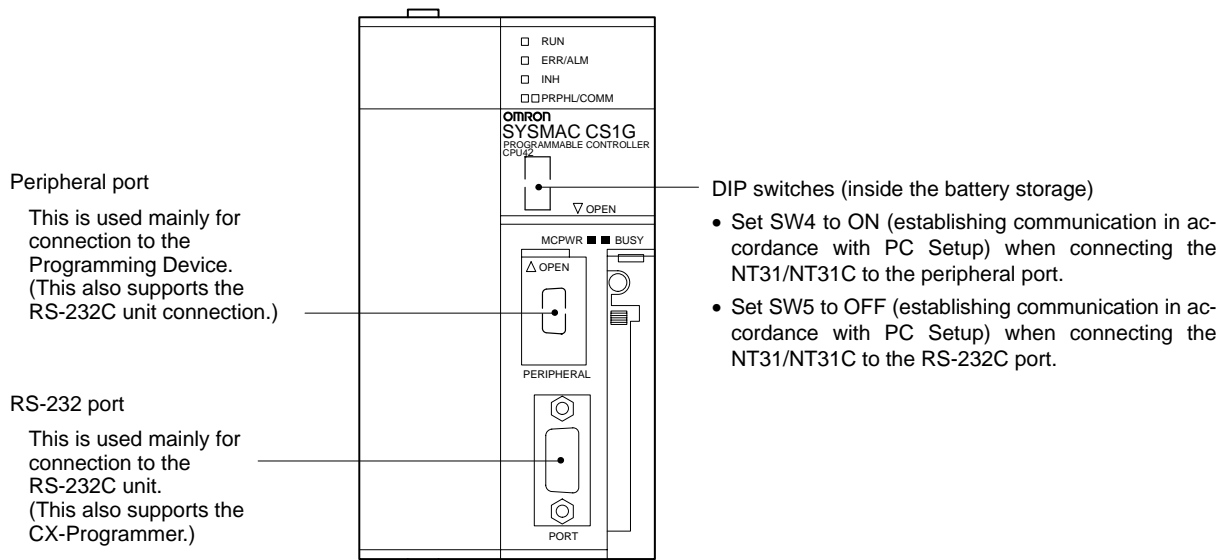 RUN
ERR/ALM
INH
PRPHL/COMM
OMRON
SYSMAC CS1G
PROGRAMMABLE CONTROLLER
CPU42
▽ OPEN
MCPWR ■ ■ BUSY
△ OPEN
PERIPHERAL
PORT
Peripheral port
This is used mainly for
connection to the
Programming Device.
(This also supports the
RS-232C unit connection.)
RS-232 port
This is used mainly for
connection to the
RS-232C unit.
(This also supports the
CX-Programmer.)
DIP switches (inside the battery storage)
• Set SW4 to ON (establishing communication in ac-
cordance with PC Setup) when connecting the
NT31/NT31C to the peripheral port.
• Set SW5 to OFF (establishing communication in ac-
cordance with PC Setup) when connecting the
NT31/NT31C to the RS-232C port.